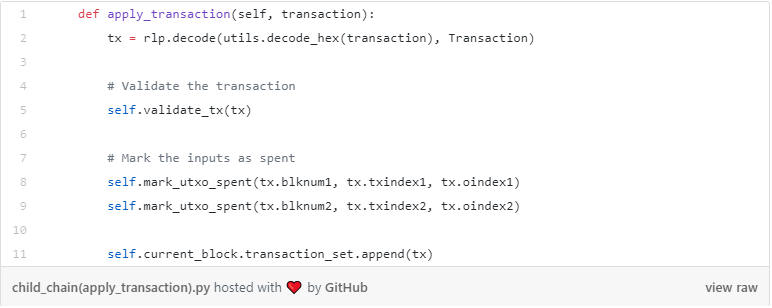 1 def apply_transaction(self, transaction):
2 tx = rlp.decode(utils.decode_hex(transaction), Transaction)
3
4 # Validate the transaction
5 self.validate_tx(tx)
6
7 # Mark the inputs as spent
8 self.mark_utxo_spent(tx.blknum1, tx.txindex1, tx.oindex1)
9 self.mark_utxo_spent(tx.blknum2, tx.txindex2, tx.oindex2)
10
11 self.current_block.transaction_set.append(tx)
child_chain(apply_transaction).py hosted with ❤ by GitHub view raw